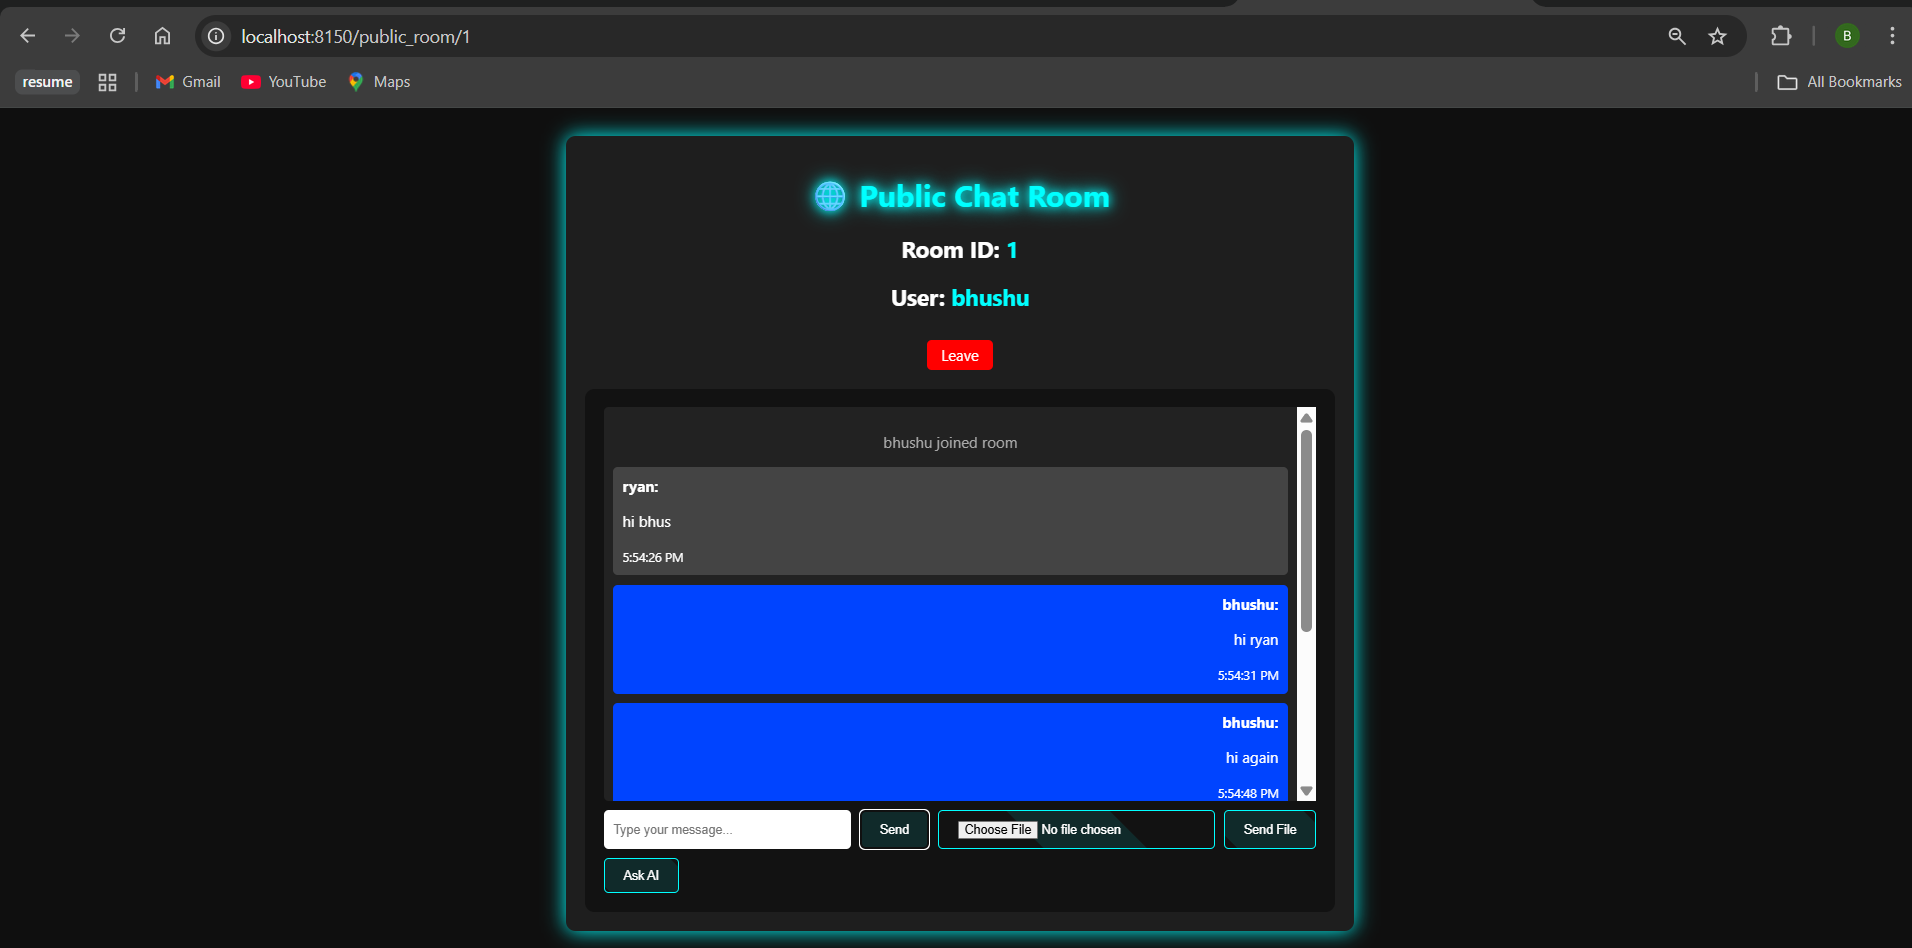 localhost:8150/public_room/1
B
resume
Gmail
YouTube
Maps
All Bookmarks
Public Chat Room
Room ID: 1
User: bhushu
Leave
bhushu joined room
ryan:
hi bhus
5:54:26 PM
bhushu:
hi ryan
5:54:31 PM
bhushu:
hi again
5:54:48 PM
Type your message...
Send
Choose File No file chosen
Send File
Ask AI